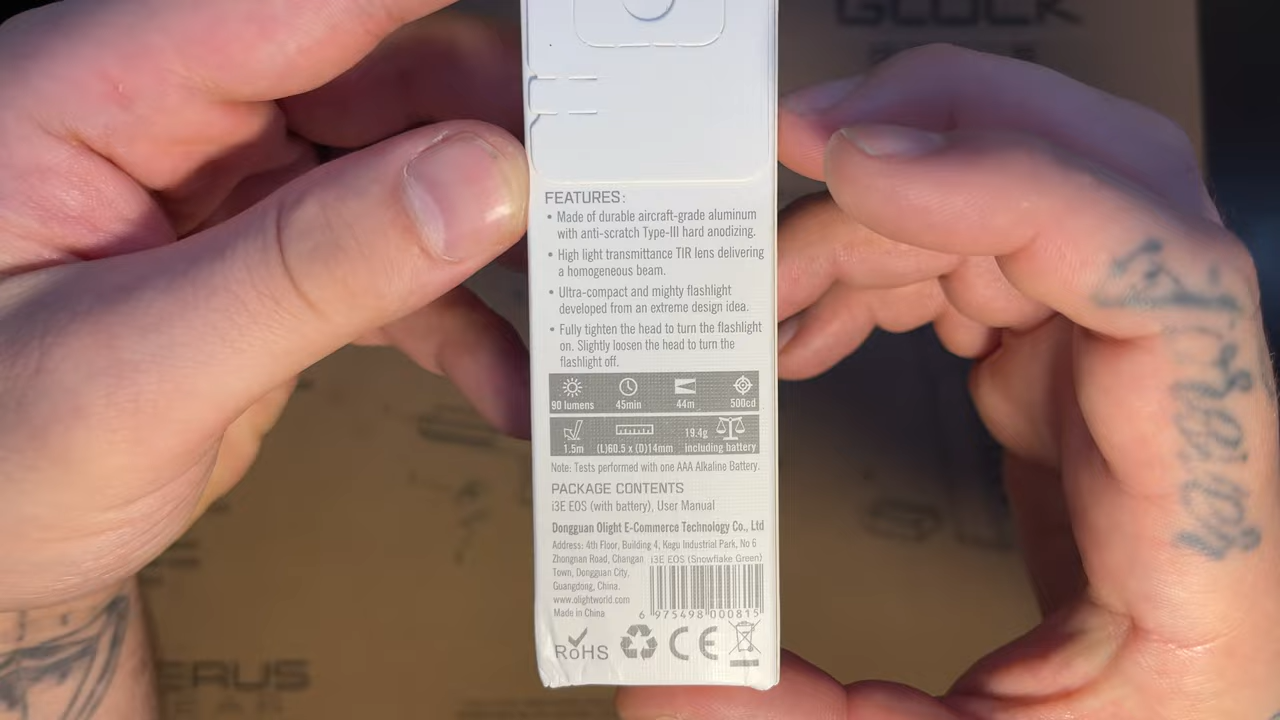 GLOCK
FEATURES:
• Made of durable aircraft-grade aluminum
with anti-scratch Type-III hard anodizing.
• High light transmittance TIR lens delivering
a homogeneous beam.
• Ultra-compact and mighty flashlight
developed from an extreme design idea.
• Fully tighten the head to turn the flashlight
on. Slightly loosen the head to turn the
flashlight off.
90 lumens 45min 44m 500cd
1.5m (L)60.5 x (D)14mm 19.4g including battery
Note: Tests performed with one AAA Alkaline Battery.
PACKAGE CONTENTS
i3E EOS (with battery), User Manual
Dongguan Olight E-Commerce Technology Co., Ltd
Address: 4th Floor, Building 4, Kegu Industrial Park, No 6
Zhongnan Road, Changan
Town, Dongguan City,
Guangdong, China.
www.olightworld.com
Made in China
i3E EOS (Snowflake Green)
6 975498 000815
RoHS
CE
ERUS